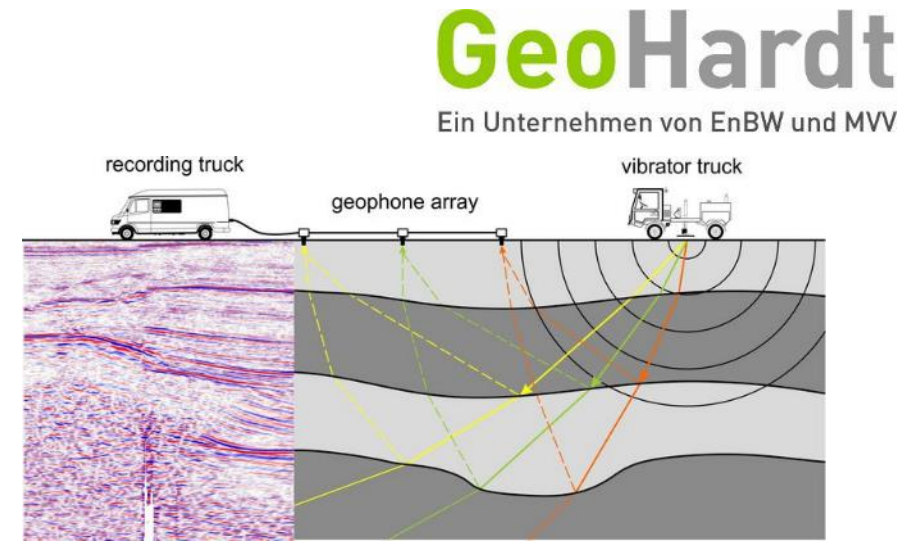 GeoHardt
Ein Unternehmen von EnBW und MVV
recording truck
vibrator truck
geophone array